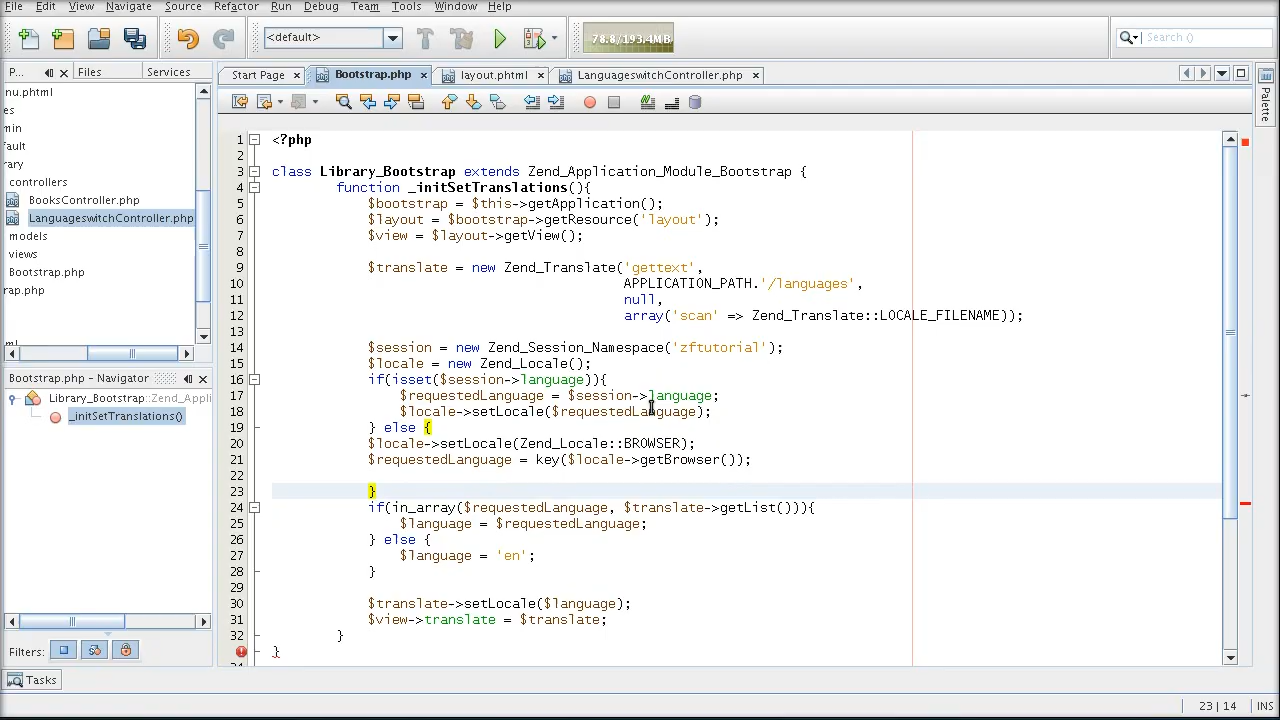 File Edit View Navigate Source Refactor Run Debug Team Tools Window Help
<default> 78.8/193.4MB Search ()
P... Files Services Start Page Bootstrap.php layout.phtml LanguageswitchController.php Palette
nu.phtml
es
min
fault
rary
controllers
BooksController.php
LanguageswitchController.php
models
views
Bootstrap.php
rap.php
Bootstrap.php - Navigator
Library_Bootstrap::Zend_Appli
_initSetTranslations()
Filters:
Tasks
1 <?php
2
3 class Library_Bootstrap extends Zend_Application_Module_Bootstrap {
4 function _initSetTranslations(){
5 $bootstrap = $this->getApplication();
6 $layout = $bootstrap->getResource('layout');
7 $view = $layout->getView();
8
9 $translate = new Zend_Translate('gettext',
10 APPLICATION_PATH.'/languages',
11 null,
12 array('scan' => Zend_Translate::LOCALE_FILENAME));
13
14 $session = new Zend_Session_Namespace('zftutorial');
15 $locale = new Zend_Locale();
16 if(isset($session->language)){
17 $requestedLanguage = $session->language;
18 $locale->setLocale($requestedLanguage);
19 } else {
20 $locale->setLocale(Zend_Locale::BROWSER);
21 $requestedLanguage = key($locale->getBrowser());
22
23 }
24 if(in_array($requestedLanguage, $translate->getList())){
25 $language = $requestedLanguage;
26 } else {
27 $language = 'en';
28 }
29
30 $translate->setLocale($language);
31 $view->translate = $translate;
32 }
}
23 | 14 INS